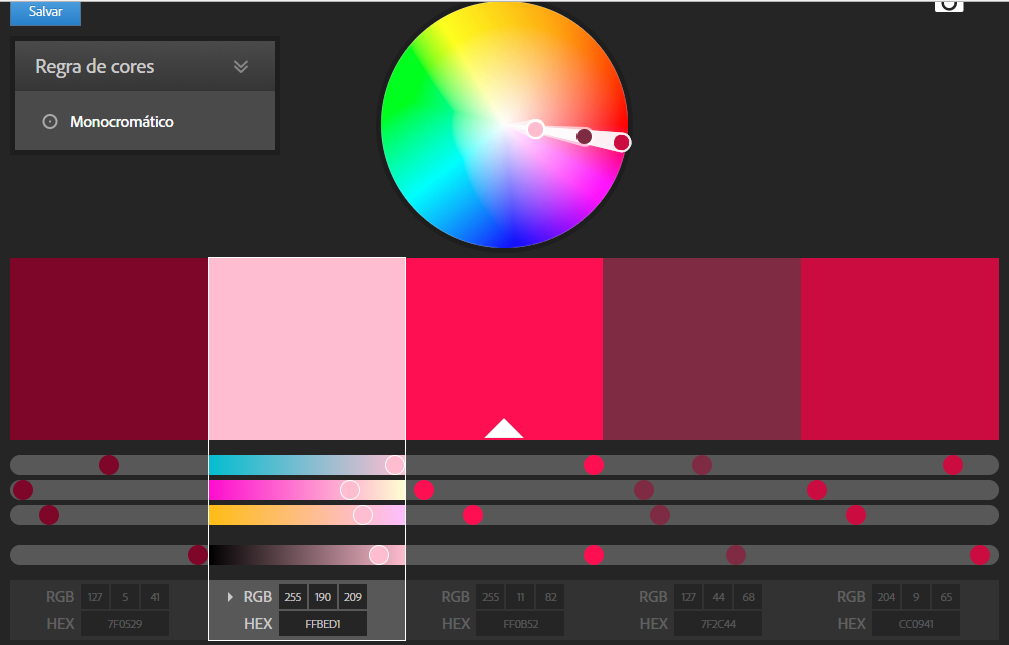 Salvar
Regra de cores
Monocromático
RGB 127 5 41 RGB 255 190 209 RGB 255 11 82 RGB 127 44 68 RGB 204 9 65
HEX 7F0529 HEX FFBED1 HEX FF0B52 HEX 7F2C44 HEX CC0941